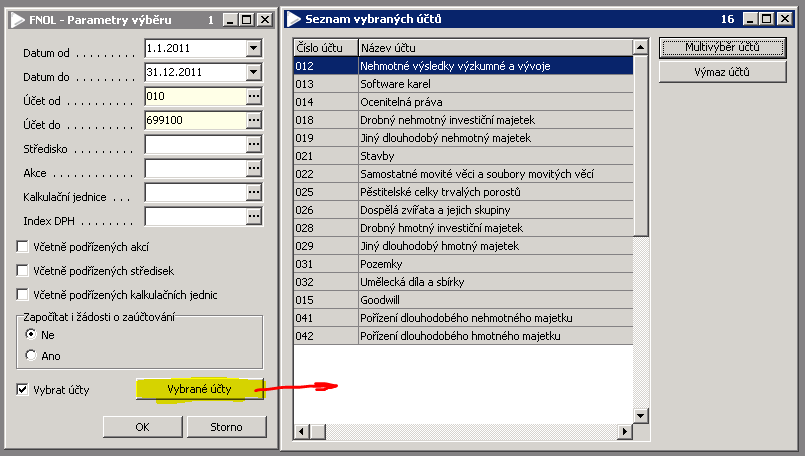 FNOL - Parametry výběru 1
Datum od . . . . . . . . . 1.1.2011
Datum do . . . . . . . . . 31.12.2011
Účet od . . . . . . . . . . 010
Účet do . . . . . . . . . . 699100
Středisko . . . . . . . . .
Akce . . . . . . . . . . . .
Kalkulační jednice . . .
Index DPH . . . . . . . .
Včetně podřízených akcí
Včetně podřízených středisek
Včetně podřízených kalkulačních jednic
Započítat i žádosti o zaúčtování
Ne
Ano
Vybrat účty
Vybrané účty
OK
Storno
Seznam vybraných účtů 16
Číslo účtu Název účtu
012 Nehmotné výsledky výzkumné a vývoje
013 Software karel
014 Ocenitelná práva
018 Drobný nehmotný investiční majetek
019 Jiný dlouhodobý nehmotný majetek
021 Stavby
022 Samostatné movité věci a soubory movitých věcí
025 Pěstitelské celky trvalých porostů
026 Dospělá zvířata a jejich skupiny
028 Drobný hmotný investiční majetek
029 Jiný dlouhodobý hmotný majetek
031 Pozemky
032 Umělecká díla a sbírky
015 Goodwill
041 Pořízení dlouhodobého nehmotného majetku
042 Pořízení dlouhodobého hmotného majetku
Multivýběr účtů
Výmaz účtů